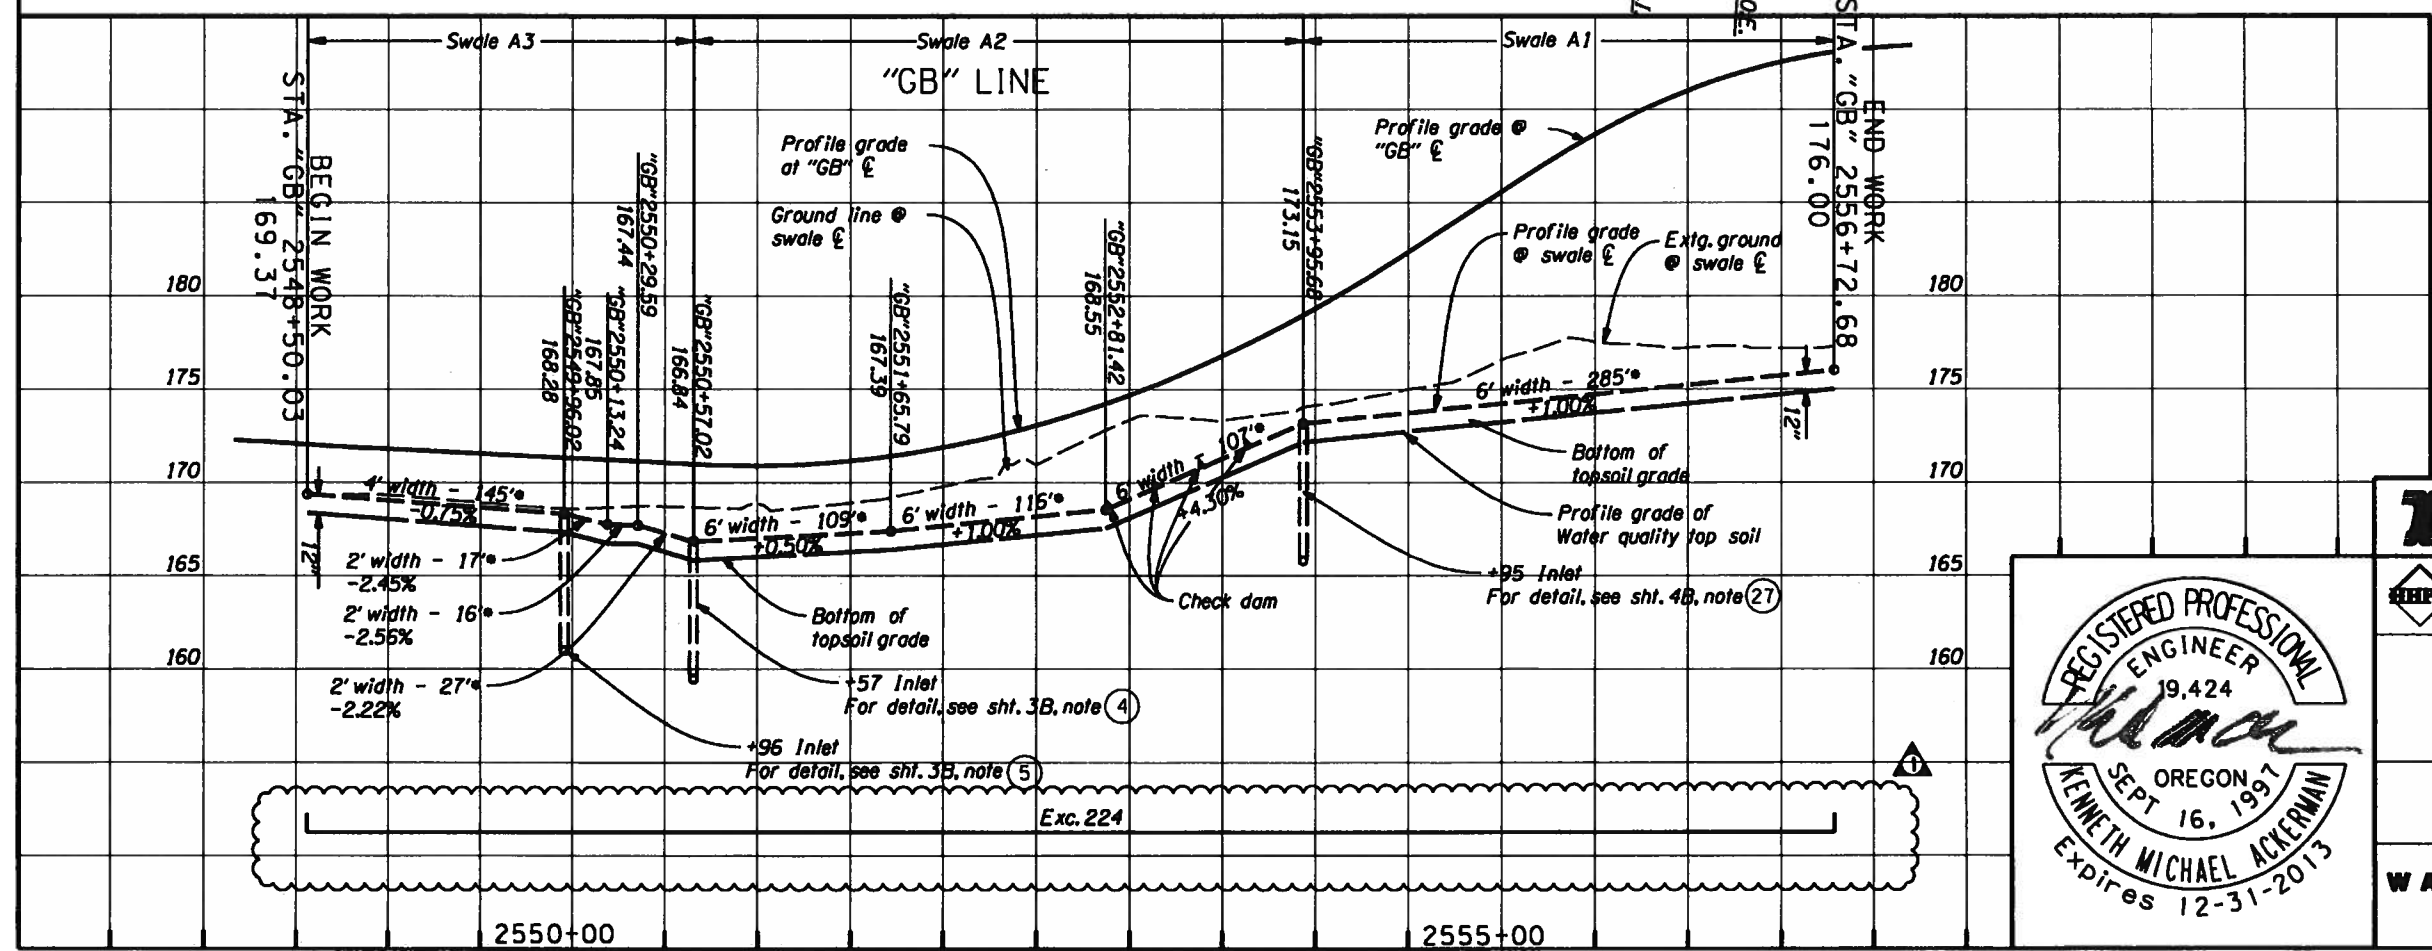 Swale A3
Swale A2
Swale A1
"GB" LINE
BEGIN WORK
STA. "GB" 2548+50.03
169.37
"GB"2549+96.02
168.28
"GB"2550+13.24
167.85
"GB"2550+29.59
167.44
"GB"2550+57.02
166.84
"GB"2551+65.79
167.39
"GB"2552+81.42
168.55
"GB"2553+95.68
173.15
END WORK
STA. "GB" 2556+72.68
176.00
Profile grade
at "GB" ℄
Ground line @
swale ℄
Profile grade @
"GB" ℄
Profile grade
@ swale ℄
Extg. ground
@ swale ℄
180
175
170
165
160
180
175
170
165
160
4' width - 145'*
-0.75%
12"
2' width - 17'*
-2.45%
2' width - 16'*
-2.56%
2' width - 27'*
-2.22%
6' width - 109'*
+0.50%
6' width - 116'*
+1.00%
6' width - 107'*
+4.30%
6' width - 285'*
+1.00%
12"
Bottom of
topsoil grade
Bottom of
topsoil grade
Profile grade of
Water quality top soil
Check dam
+95 Inlet
For detail, see sht. 4B, note 27
+57 Inlet
For detail, see sht. 3B, note 4
+96 Inlet
For detail, see sht. 3B, note 5
Exc. 224
1
2550+00
2555+00
REGISTERED PROFESSIONAL
ENGINEER
19,424
OREGON
SEPT 16, 1997
KENNETH MICHAEL ACKERMAN
Expires 12-31-2013